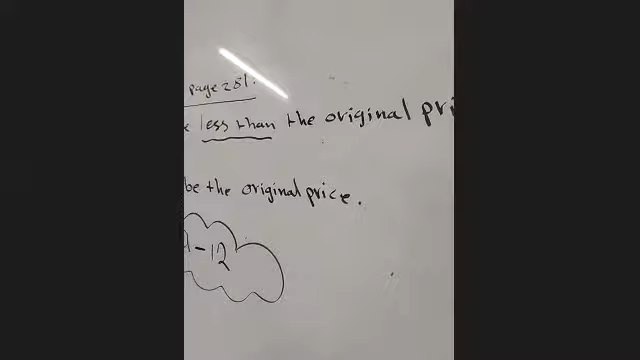 page 281.
less than the original pri
be the original price.
- 12